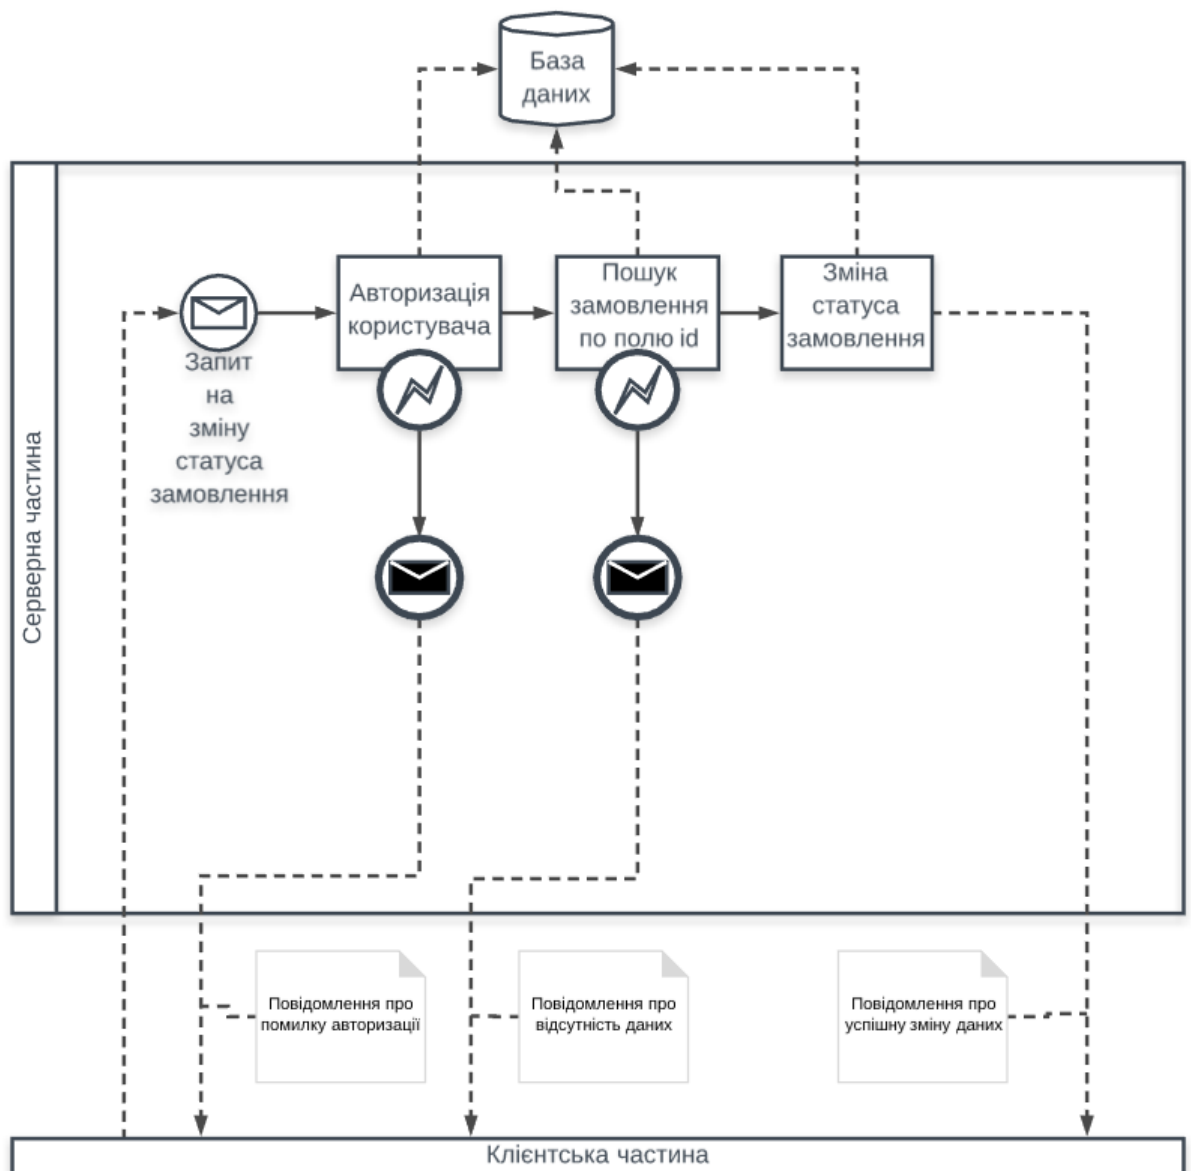 База
даних
Авторизація
користувача
Пошук
замовлення
по полю id
Зміна
статуса
замовлення
Запит
на
зміну
статуса
замовлення
Серверна частина
Повідомлення про
помилку авторизації
Повідомлення про
відсутність даних
Повідомлення про
успішну зміну даних
Клієнтська частина